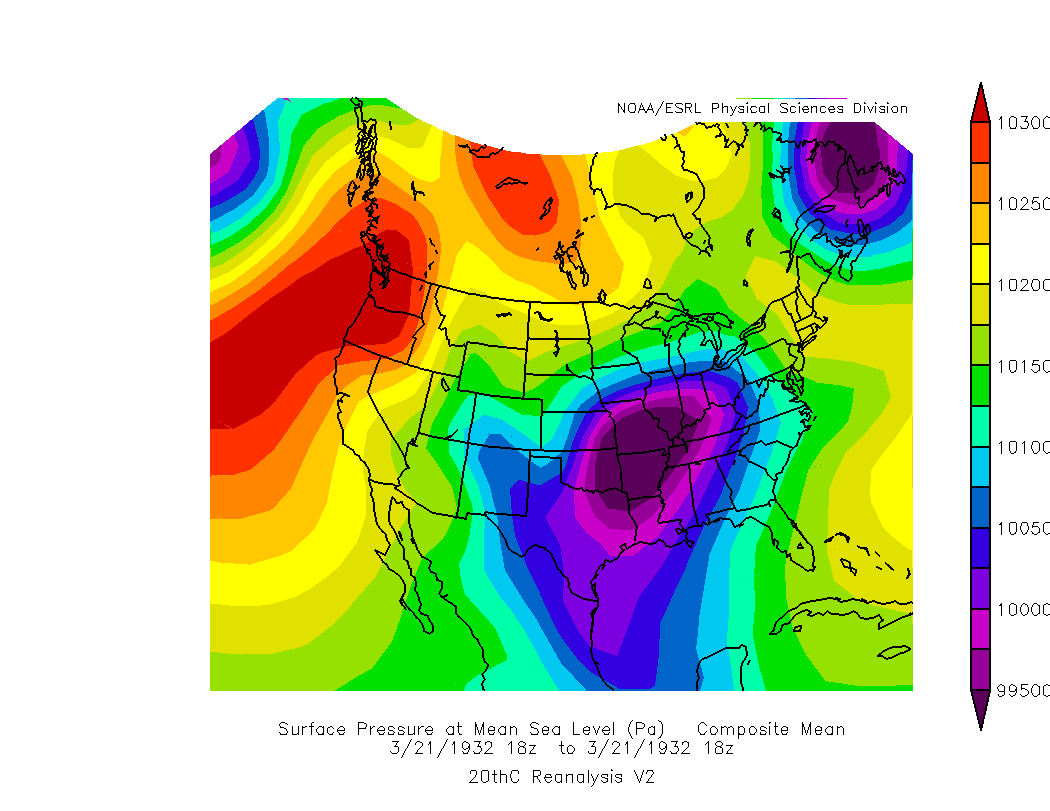 NOAA/ESRL Physical Sciences Division
10300
10250
10200
10150
10100
10050
10000
99500
Surface Pressure at Mean Sea Level (Pa) Composite Mean
3/21/1932 18z to 3/21/1932 18z
20thC Reanalysis V2